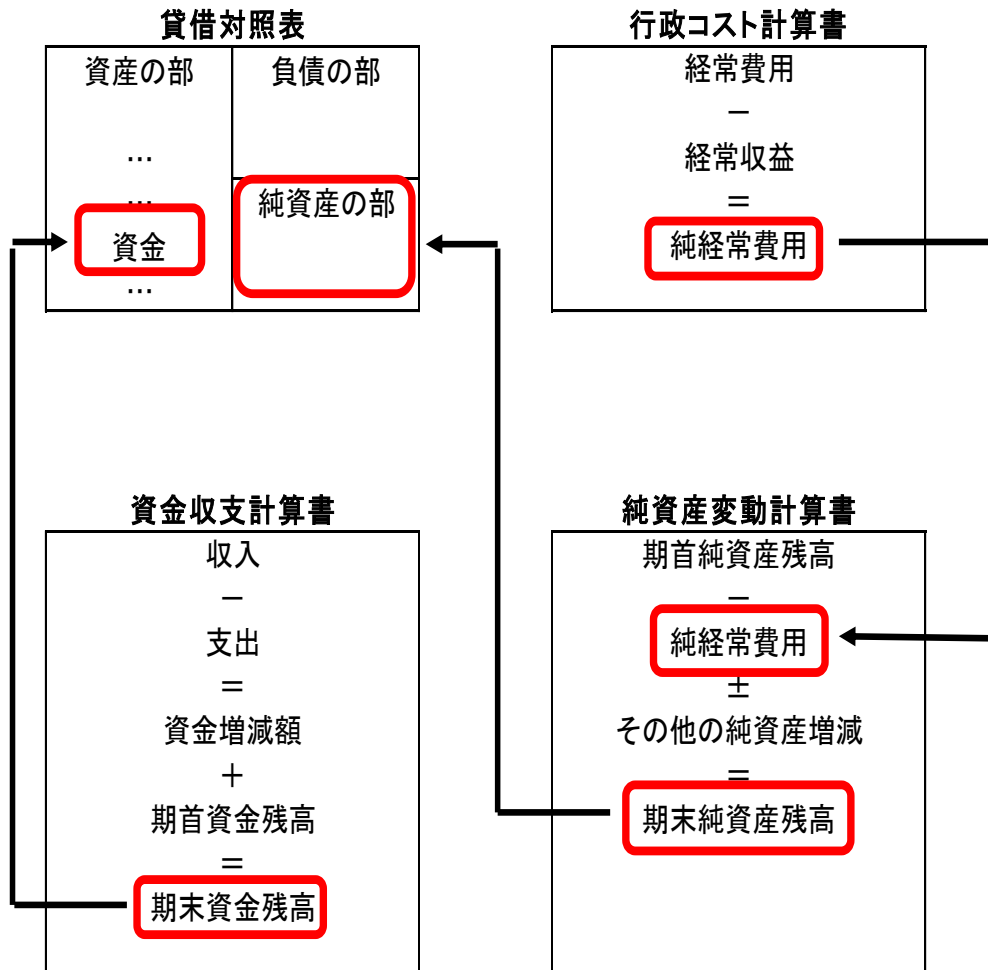 貸借対照表
資産の部
負債の部
…
…
純資産の部
資金
…
行政コスト計算書
経常費用
－
経常収益
＝
純経常費用
資金収支計算書
収入
－
支出
＝
資金増減額
＋
期首資金残高
＝
期末資金残高
純資産変動計算書
期首純資産残高
－
純経常費用
±
その他の純資産増減
＝
期末純資産残高